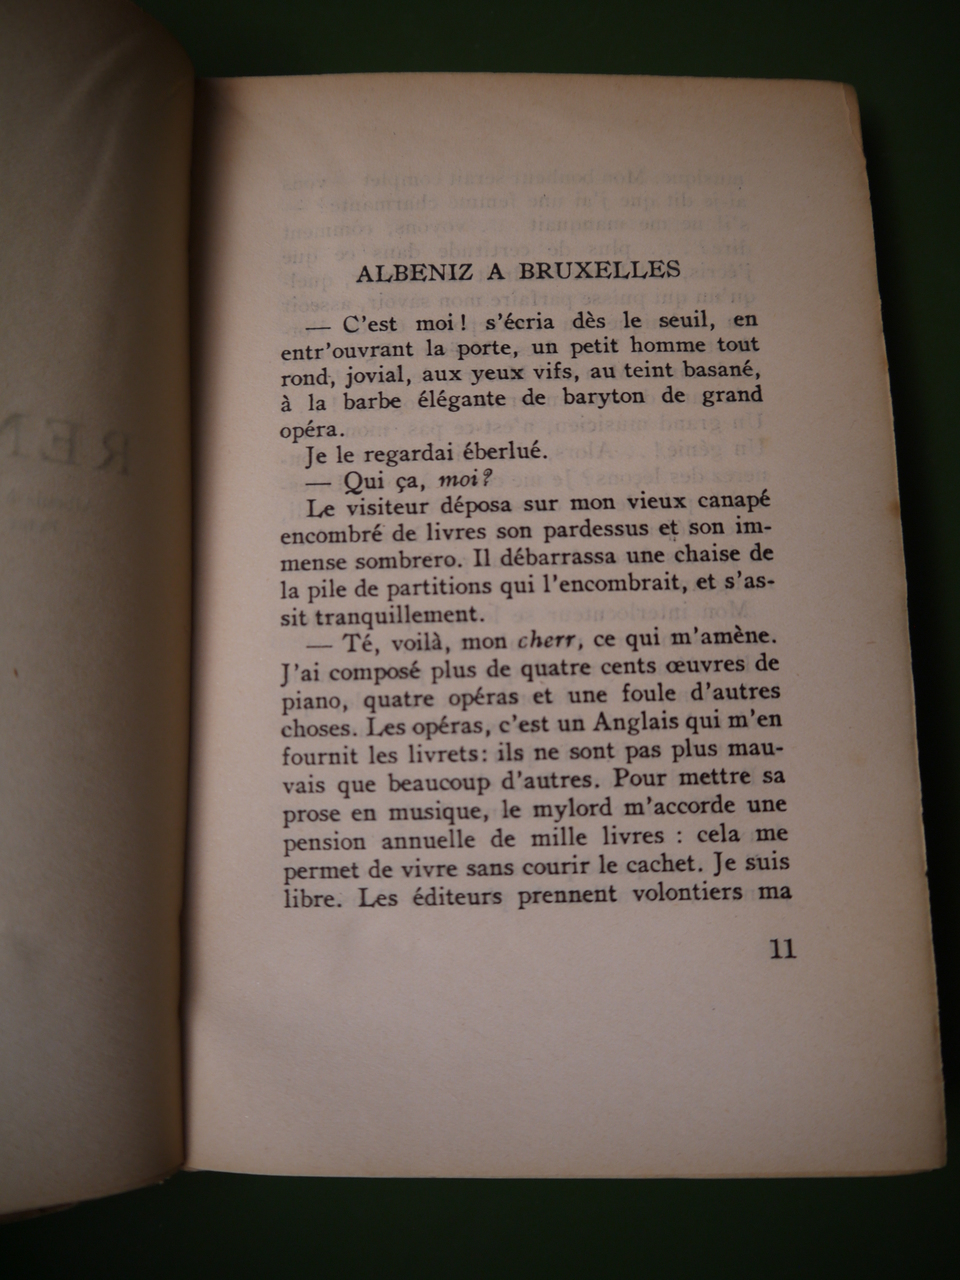 ALBENIZ A BRUXELLES
— C'est moi ! s'écria dès le seuil, en
entr'ouvrant la porte, un petit homme tout
rond, jovial, aux yeux vifs, au teint basané,
à la barbe élégante de baryton de grand
opéra.
Je le regardai éberlué.
— Qui ça, moi ?
Le visiteur déposa sur mon vieux canapé
encombré de livres son pardessus et son im-
mense sombrero. Il débarrassa une chaise de
la pile de partitions qui l'encombrait, et s'as-
sit tranquillement.
— Té, voilà, mon cherr, ce qui m'amène.
J'ai composé plus de quatre cents œuvres de
piano, quatre opéras et une foule d'autres
choses. Les opéras, c'est un Anglais qui m'en
fournit les livrets : ils ne sont pas plus mau-
vais que beaucoup d'autres. Pour mettre sa
prose en musique, le mylord m'accorde une
pension annuelle de mille livres : cela me
permet de vivre sans courir le cachet. Je suis
libre. Les éditeurs prennent volontiers ma
11